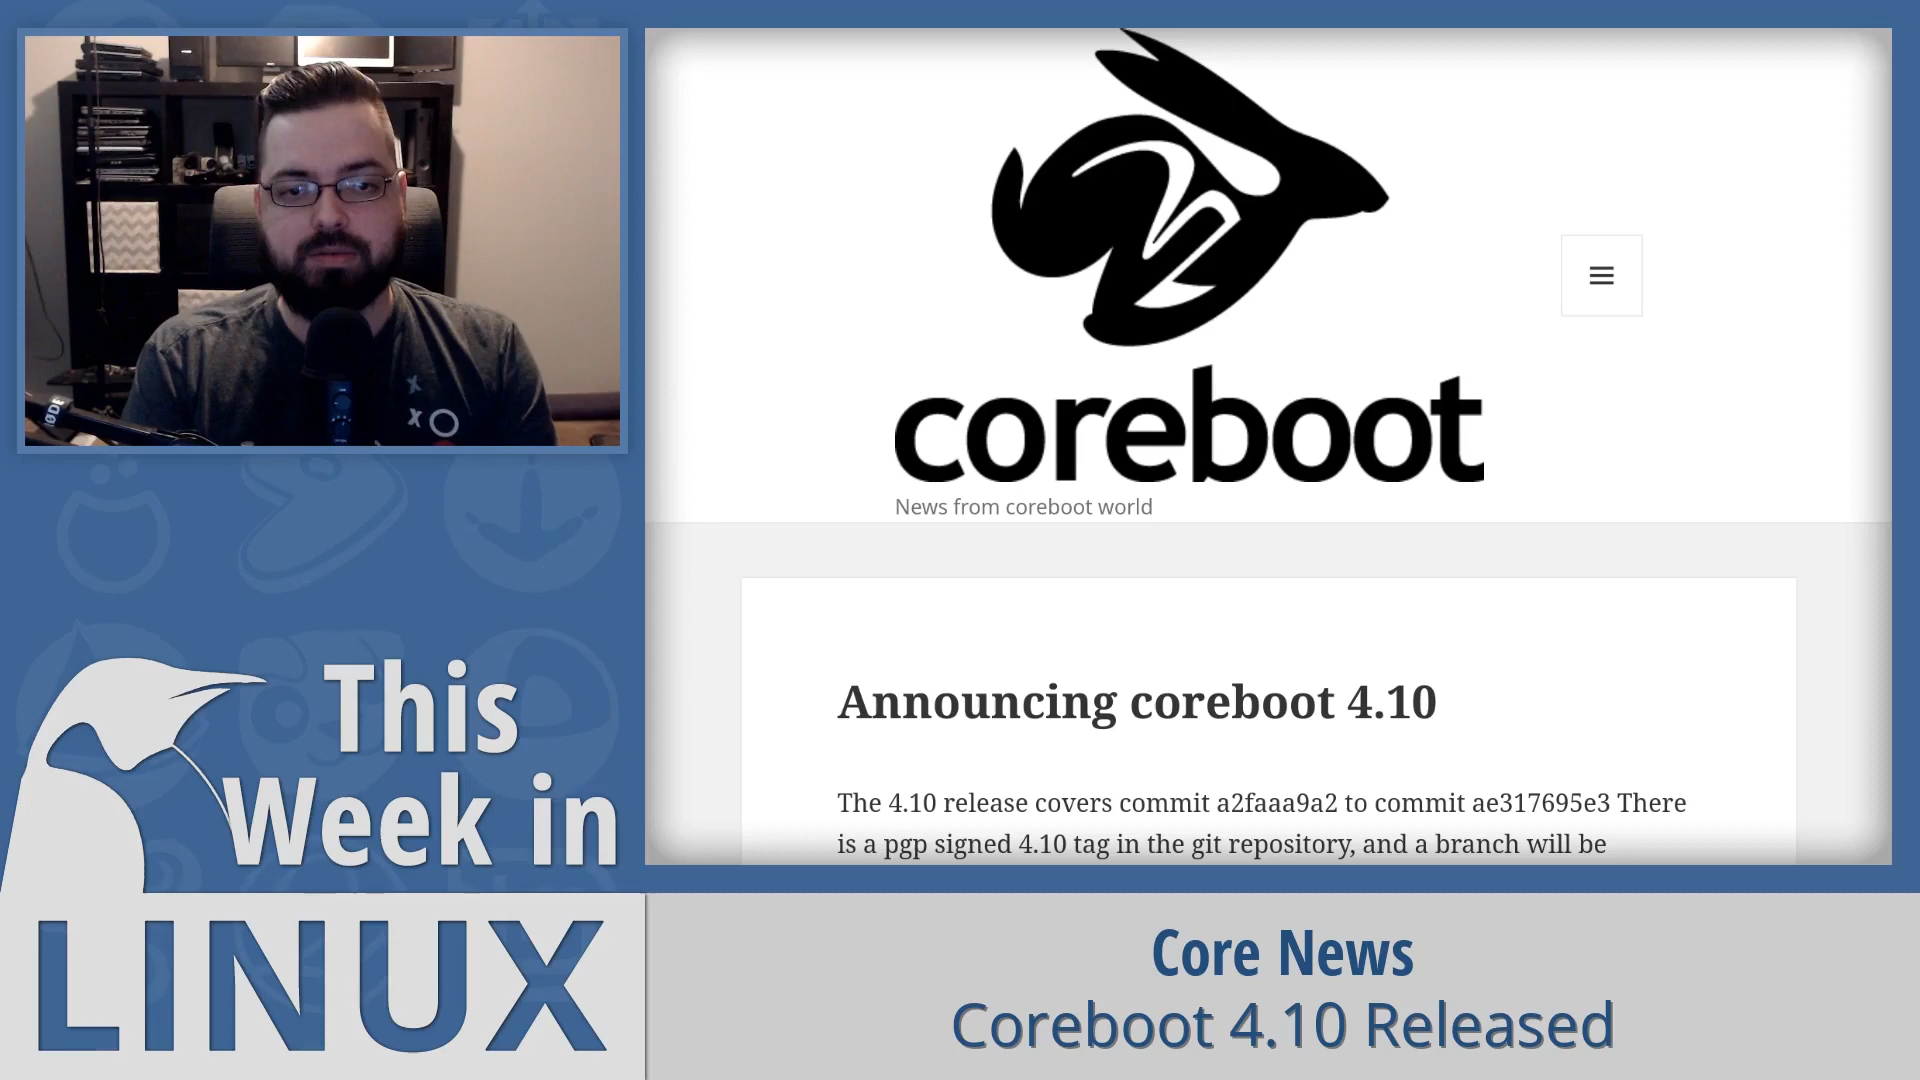 RØDE
X
X O
coreboot
News from coreboot world
Announcing coreboot 4.10
The 4.10 release covers commit a2faaa9a2 to commit ae317695e3 There
is a pgp signed 4.10 tag in the git repository, and a branch will be
This
Week in
LINUX
Core News
Coreboot 4.10 Released